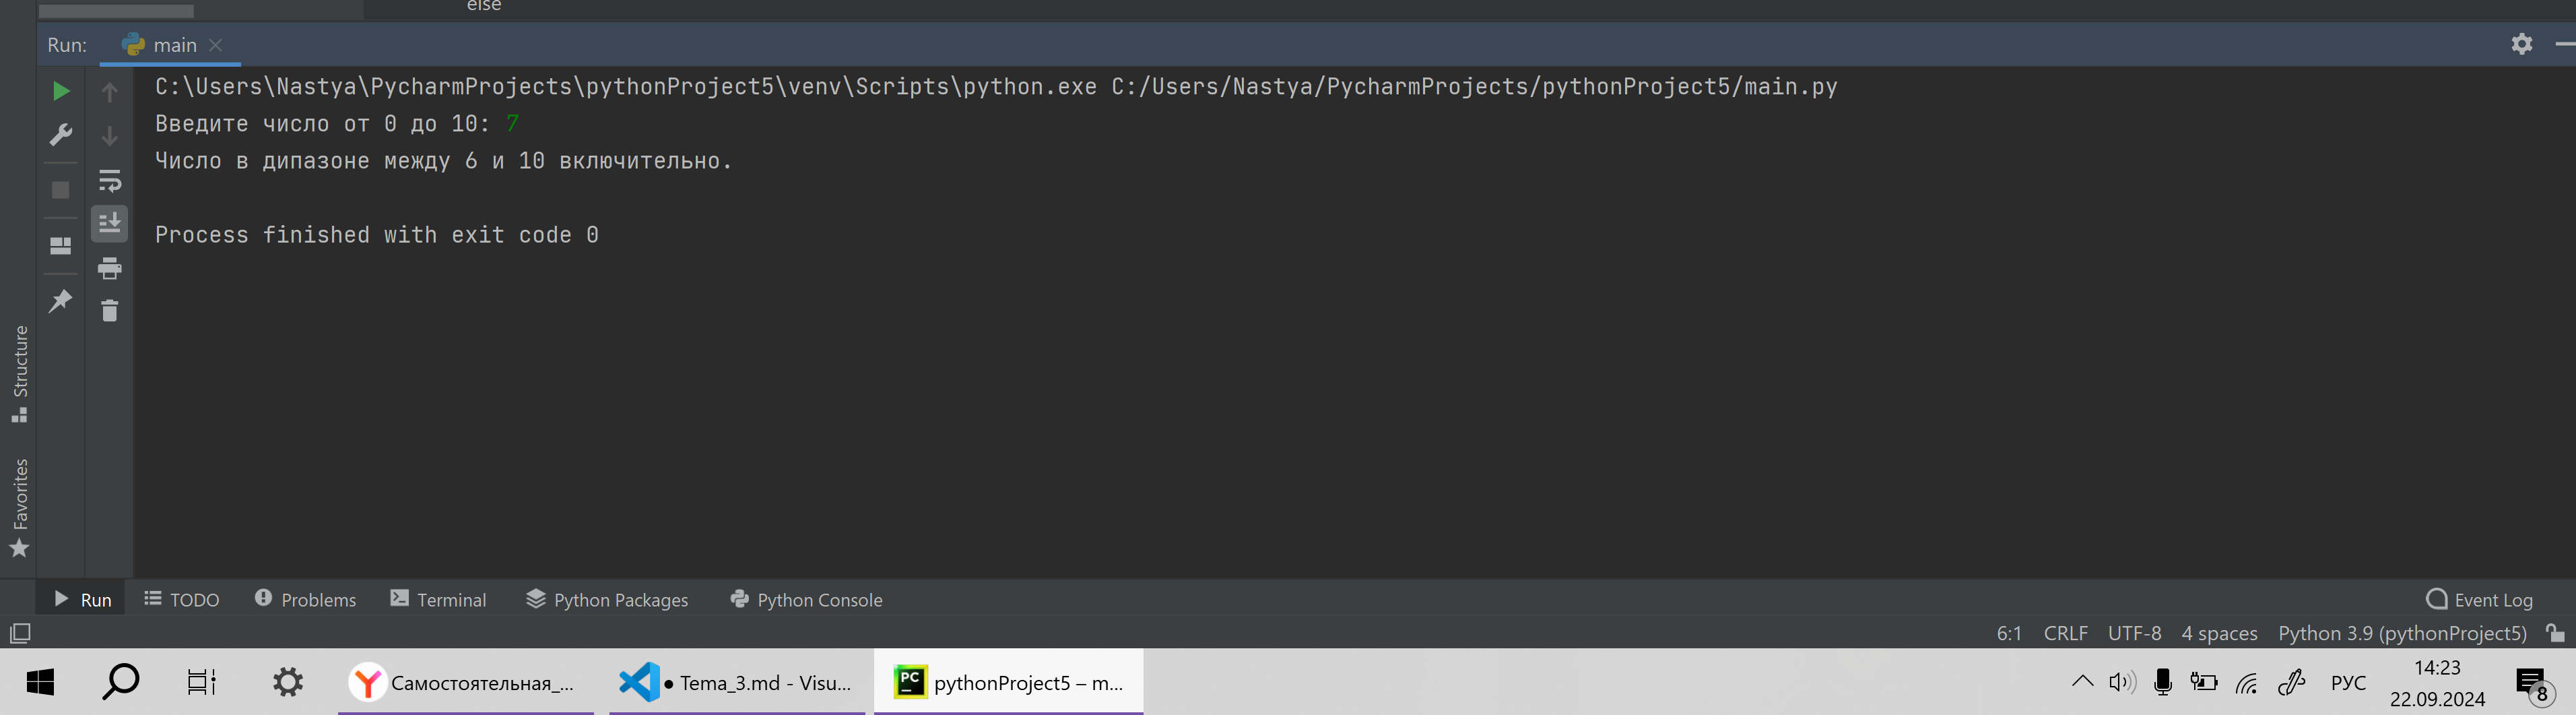 else
Run: main
C:\Users\Nastya\PycharmProjects\pythonProject5\venv\Scripts\python.exe C:/Users/Nastya/PycharmProjects/pythonProject5/main.py
Введите число от 0 до 10: 7
Число в дипазоне между 6 и 10 включительно.
Process finished with exit code 0
Structure
Favorites
Run TODO Problems Terminal Python Packages Python Console Event Log
6:1 CRLF UTF-8 4 spaces Python 3.9 (pythonProject5)
Самостоятельная_... ● Tema_3.md - Visu... PC pythonProject5 – m... РУС 14:23
22.09.2024 8